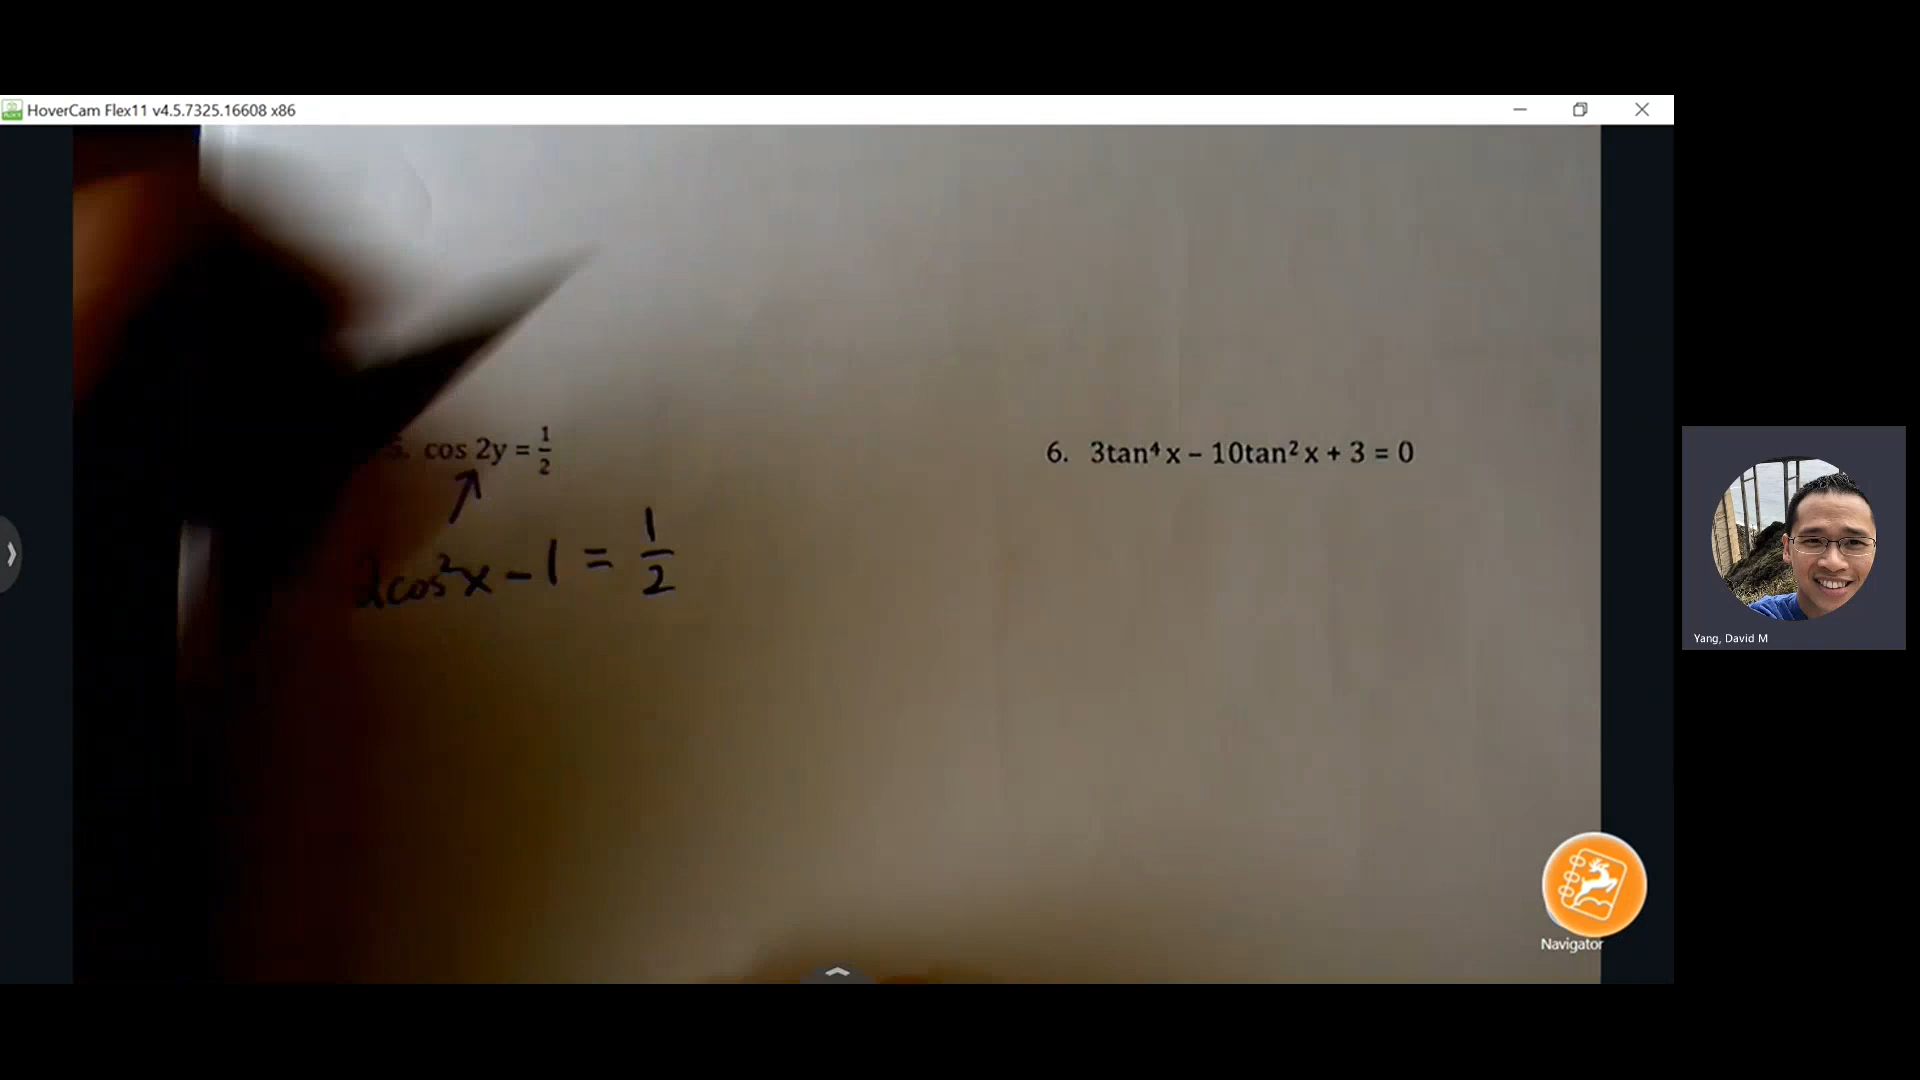 HoverCam Flex11 v4.5.7325.16608 x86
5. cos 2y = 1/2
2cos²x - 1 = 1/2
6. 3tan⁴x - 10tan²x + 3 = 0
Yang, David M
Navigator